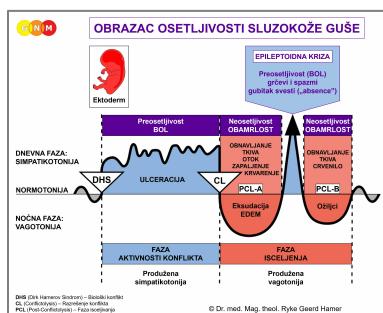 GNM
OBRAZAC OSETLJIVOSTI SLUZOKOŽE GUŠE
Ektoderm
EPILEPTOIDNA KRIZA
Preosetljivost (BOL)
grčevi i spazmi
gubitak svesti („absence”)
Preosetljivost
BOL
Neosetljivost
OBAMRLOST
Neosetljivost
OBAMRLOST
DNEVNA FAZA:
SIMPATIKOTONIJA
OBNAVLJANJE
TKIVA
OTOK
ZAPALJENJE
KRVARENJE
OBNAVLJANJE
TKIVA
CRVENILO
DHS
ULCERACIJA
CL
NORMOTONIJA
PCL-A
PCL-B
NOĆNA FAZA:
VAGOTONIJA
Eksudacija
EDEM
Ožiljci
FAZA
AKTIVNOSTI KONFLIKTA
FAZA
ISCELJENJA
Produžena
simpatikotonija
Produžena
vagotonija
DHS (Dirk Hamerov Sindrom) – Biološki konflikt
CL (Conflictolysis) – Razrešenje konflikta
PCL (Post-Conflictolysis) – Faza isceljivanja
© Dr. med. Mag. theol. Ryke Geerd Hamer